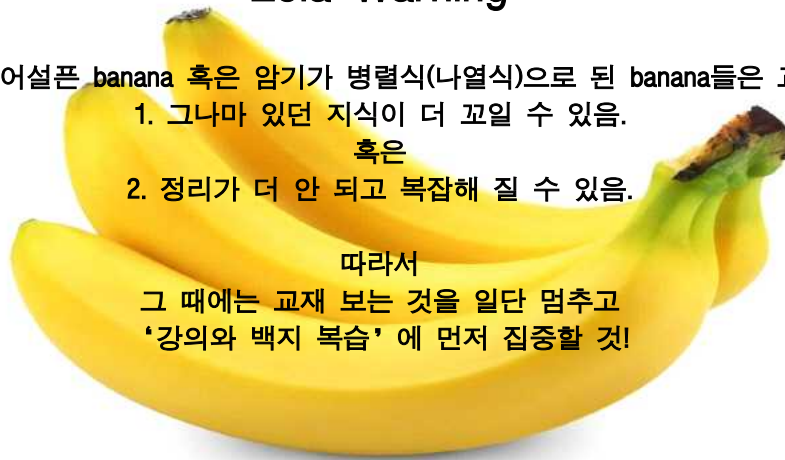 Warning
어설픈 banana 혹은 암기가 병렬식(나열식)으로 된 banana들은
1. 그나마 있던 지식이 더 꼬일 수 있음.
혹은
2. 정리가 더 안 되고 복잡해 질 수 있음.
따라서
그 때에는 교재 보는 것을 일단 멈추고
‘강의와 백지 복습’에 먼저 집중할 것!